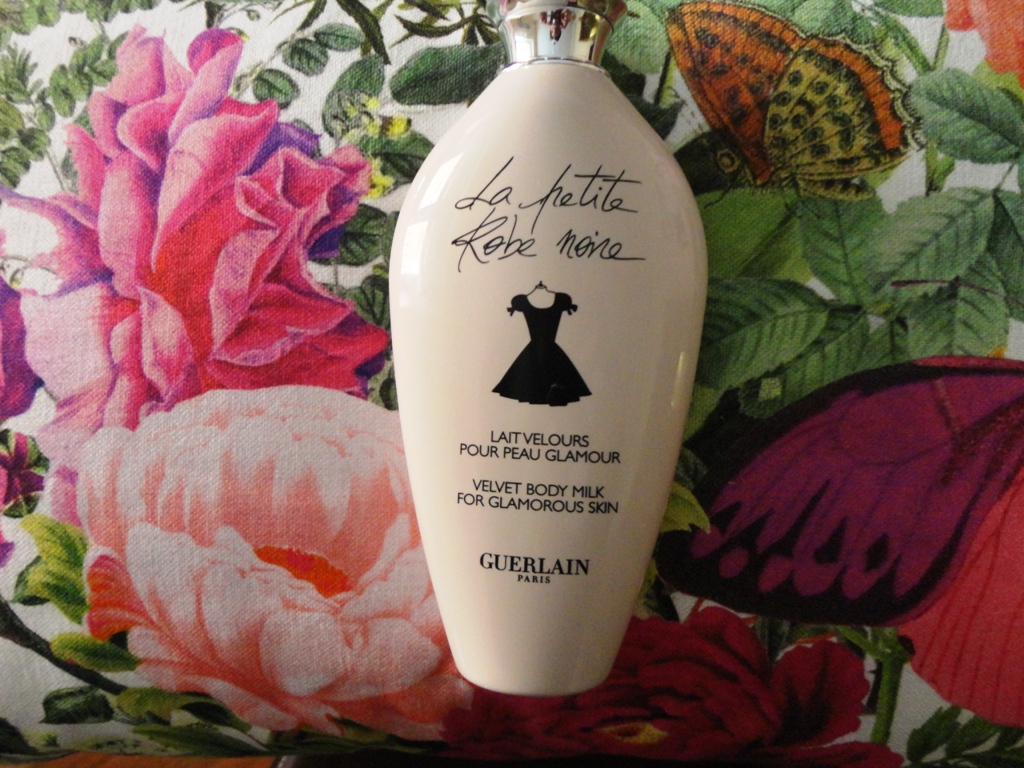 La petite
Robe noire
LAIT VELOURS
POUR PEAU GLAMOUR
VELVET BODY MILK
FOR GLAMOROUS SKIN
GUERLAIN
PARIS